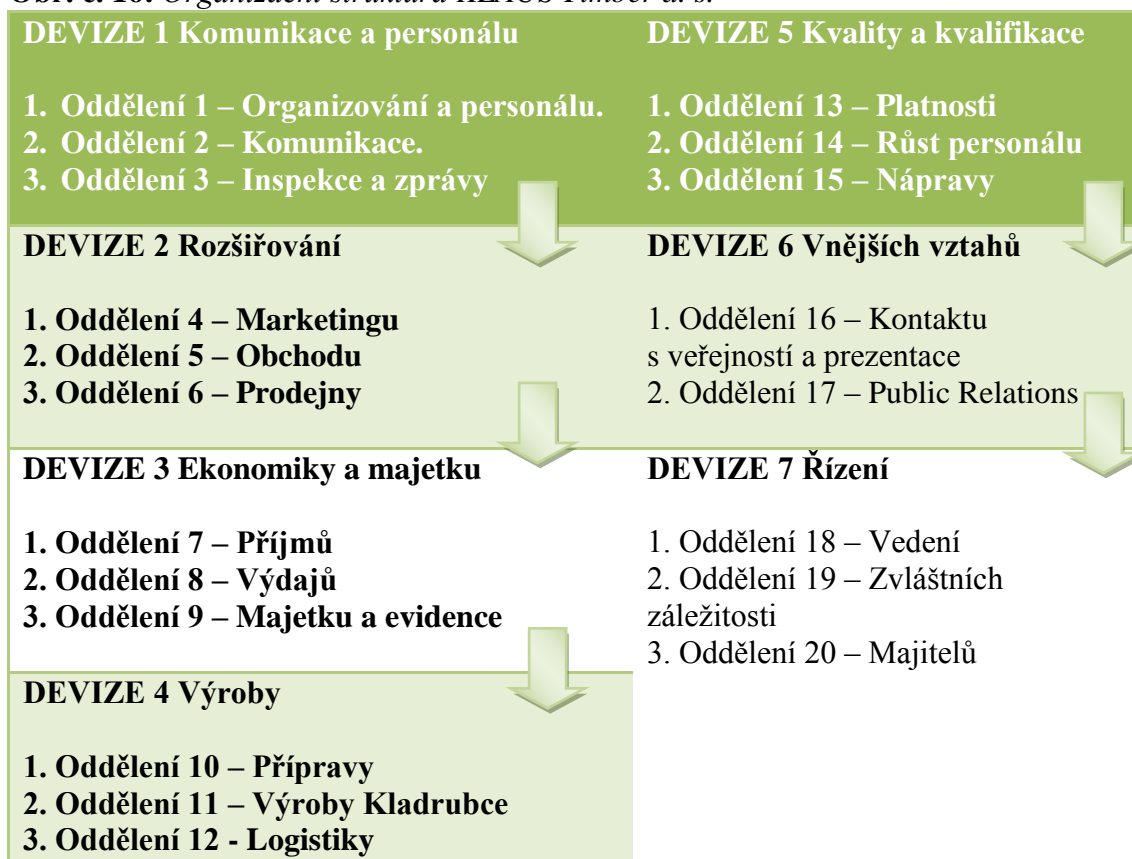 Obr. č. 16: Organizační struktura KLAUS Timber a. s.
DEVIZE 1 Komunikace a personálu
1. Oddělení 1 – Organizování a personálu.
2. Oddělení 2 – Komunikace.
3. Oddělení 3 – Inspekce a zprávy
DEVIZE 2 Rozšiřování
1. Oddělení 4 – Marketingu
2. Oddělení 5 – Obchodu
3. Oddělení 6 – Prodejny
DEVIZE 3 Ekonomiky a majetku
1. Oddělení 7 – Příjmů
2. Oddělení 8 – Výdajů
3. Oddělení 9 – Majetku a evidence
DEVIZE 4 Výroby
1. Oddělení 10 – Přípravy
2. Oddělení 11 – Výroby Kladrubce
3. Oddělení 12 - Logistiky
DEVIZE 5 Kvality a kvalifikace
1. Oddělení 13 – Platnosti
2. Oddělení 14 – Růst personálu
3. Oddělení 15 – Nápravy
DEVIZE 6 Vnějších vztahů
1. Oddělení 16 – Kontaktu
s veřejností a prezentace
2. Oddělení 17 – Public Relations
DEVIZE 7 Řízení
1. Oddělení 18 – Vedení
2. Oddělení 19 – Zvláštních
záležitosti
3. Oddělení 20 – Majitelů